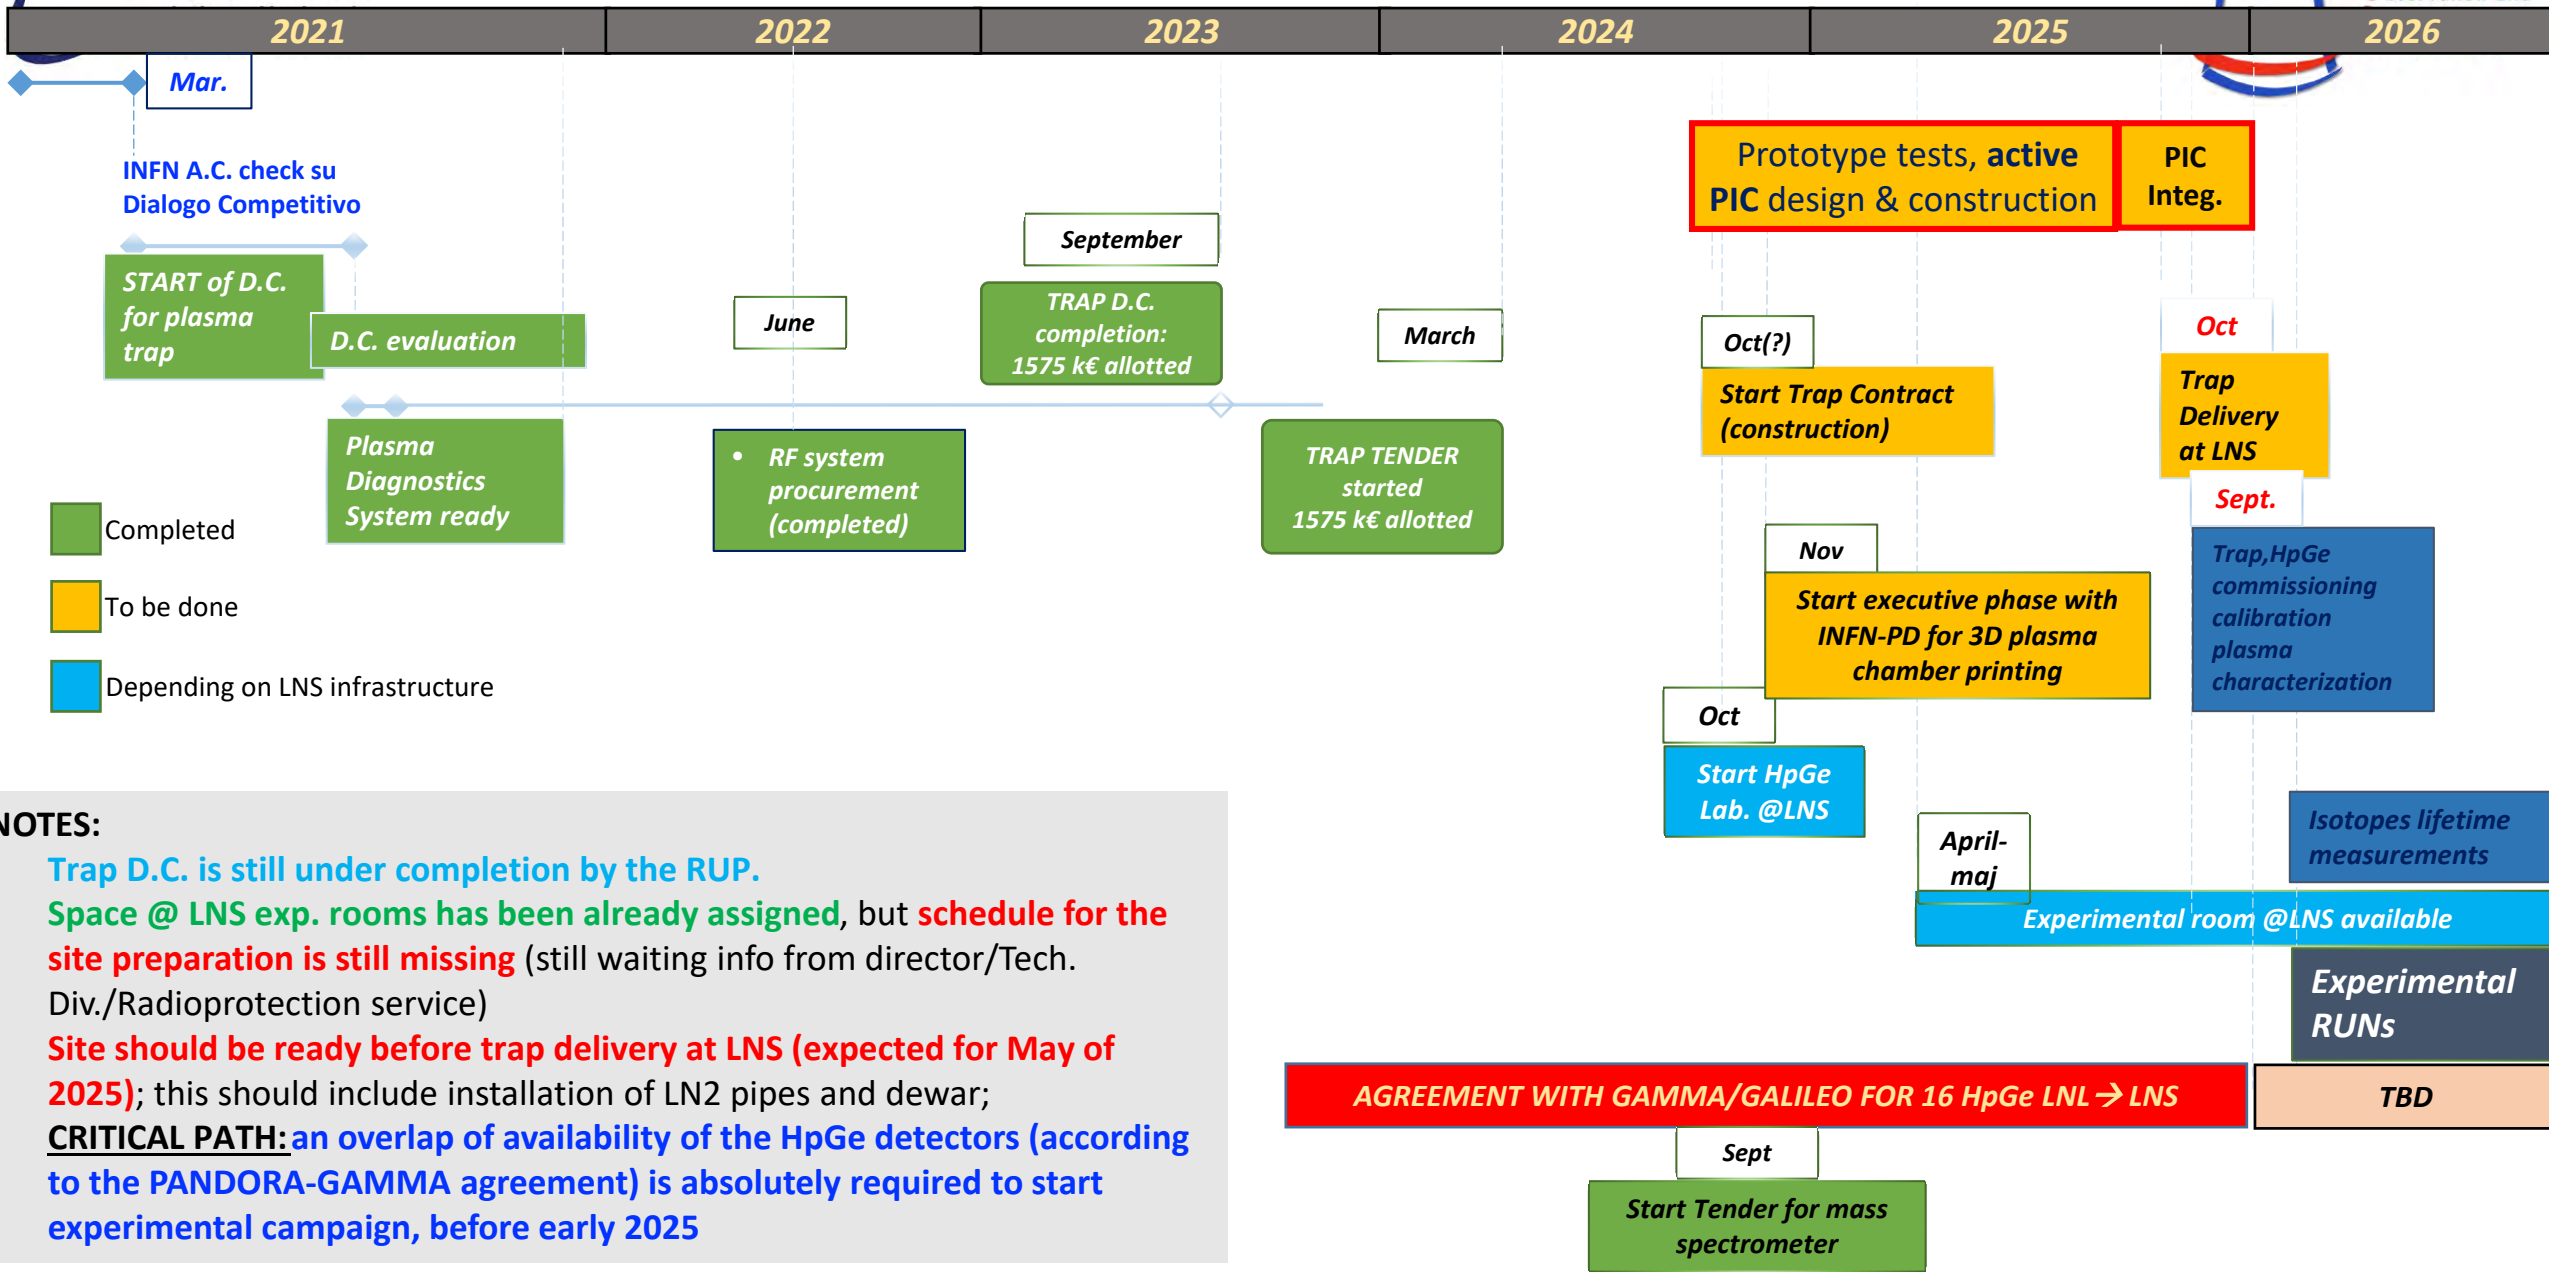 2021
2022
2023
2024
2025
2026
Mar.
INFN A.C. check su
Dialogo Competitivo
START of D.C.
for plasma
trap
D.C. evaluation
Plasma
Diagnostics
System ready
June
• RF system
procurement
(completed)
September
TRAP D.C.
completion:
1575 k€ allotted
March
TRAP TENDER
started
1575 k€ allotted
Prototype tests, active
PIC design & construction
PIC
Integ.
Oct(?)
Start Trap Contract
(construction)
Oct
Trap
Delivery
at LNS
Sept.
Trap,HpGe
commissioning
calibration
plasma
characterization
Nov
Start executive phase with
INFN-PD for 3D plasma
chamber printing
Oct
Start HpGe
Lab. @LNS
April-
maj
Experimental room @LNS available
Isotopes lifetime
measurements
Experimental
RUNs
AGREEMENT WITH GAMMA/GALILEO FOR 16 HpGe LNL→ LNS
TBD
Sept
Start Tender for mass
spectrometer
Completed
To be done
Depending on LNS infrastructure
NOTES:
Trap D.C. is still under completion by the RUP.
Space @ LNS exp. rooms has been already assigned, but schedule for the
site preparation is still missing (still waiting info from director/Tech.
Div./Radioprotection service)
Site should be ready before trap delivery at LNS (expected for May of
2025); this should include installation of LN2 pipes and dewar;
CRITICAL PATH: an overlap of availability of the HpGe detectors (according
to the PANDORA-GAMMA agreement) is absolutely required to start
experimental campaign, before early 2025